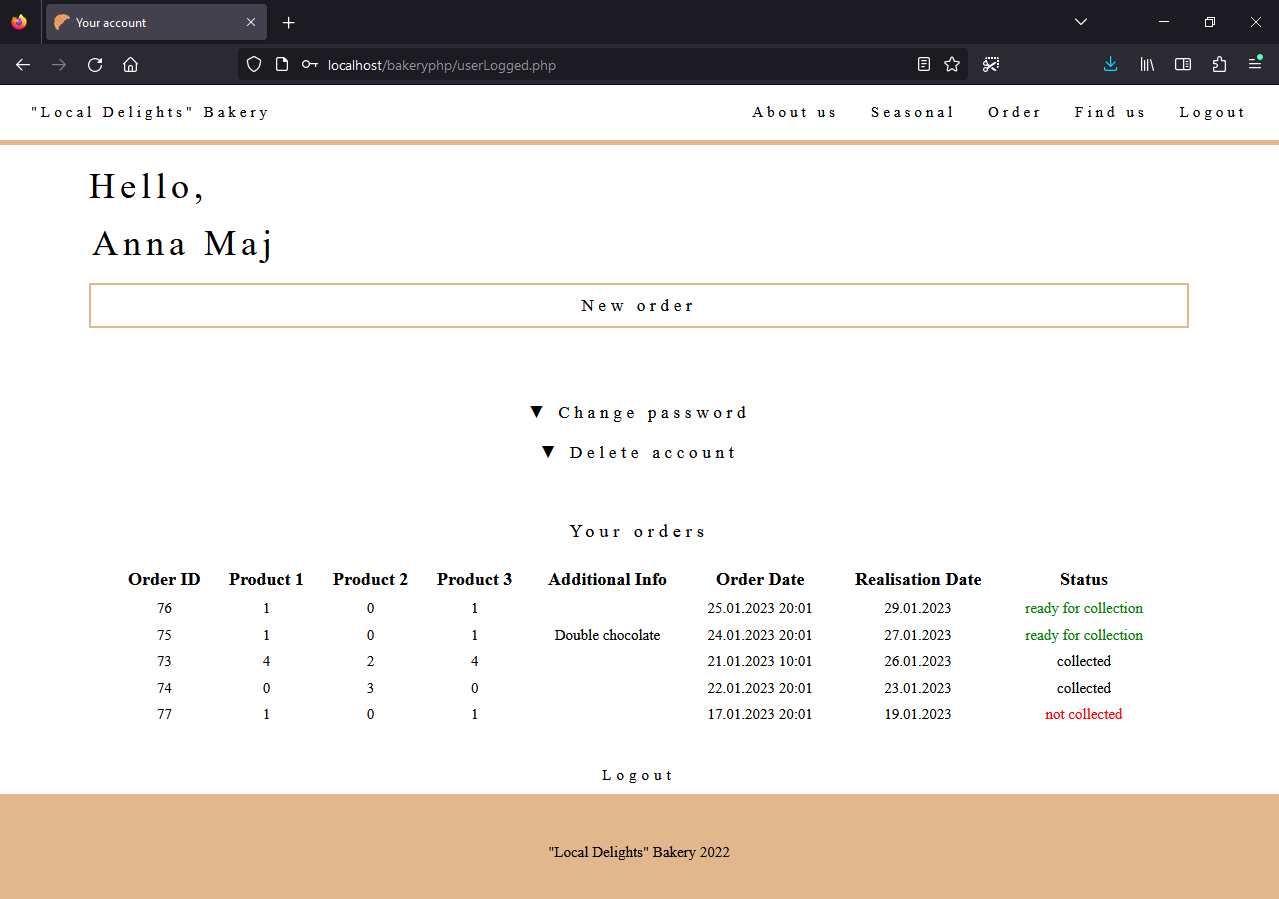 Your account
localhost/bakeryphp/userLogged.php
"Local Delights" Bakery About us Seasonal Order Find us Logout
Hello,
Anna Maj
New order
▼ Change password
▼ Delete account
Your orders
Order ID Product 1 Product 2 Product 3 Additional Info Order Date Realisation Date Status
76 1 0 1 25.01.2023 20:01 29.01.2023 ready for collection
75 1 0 1 Double chocolate 24.01.2023 20:01 27.01.2023 ready for collection
73 4 2 4 21.01.2023 10:01 26.01.2023 collected
74 0 3 0 22.01.2023 20:01 23.01.2023 collected
77 1 0 1 17.01.2023 20:01 19.01.2023 not collected
Logout
"Local Delights" Bakery 2022